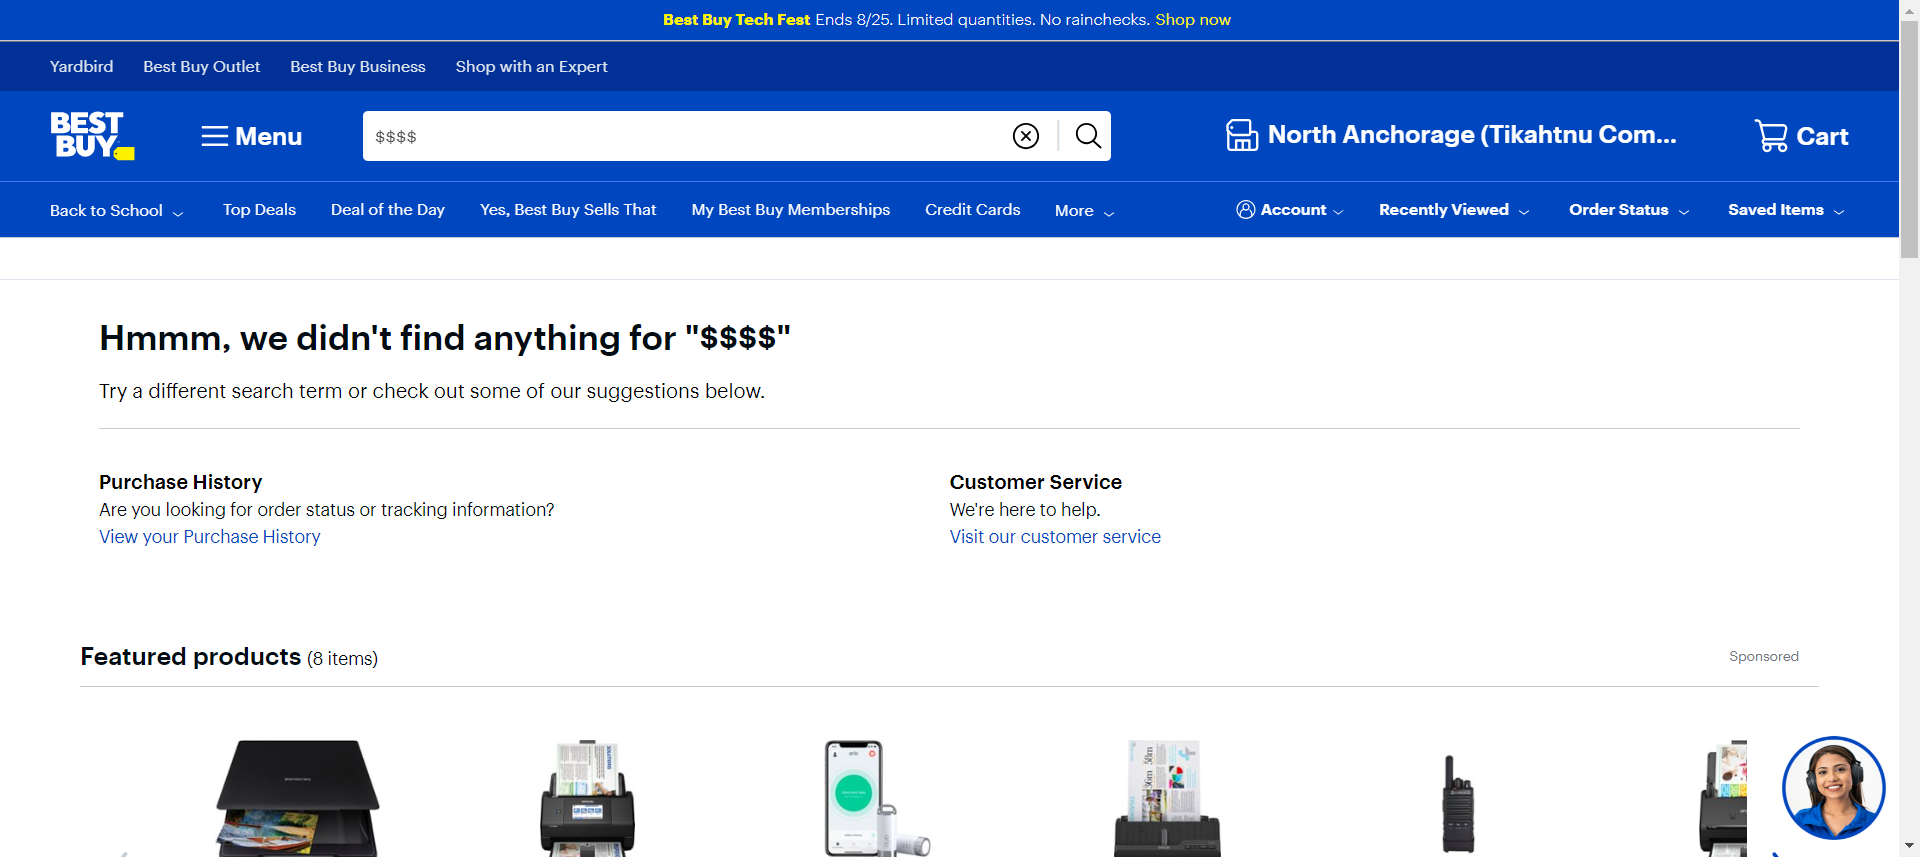 Best Buy Tech Fest Ends 8/25. Limited quantities. No rainchecks. Shop now
Yardbird Best Buy Outlet Best Buy Business Shop with an Expert
BEST BUY
Menu
$$$$
North Anchorage (Tikahtnu Com...
Cart
Back to School Top Deals Deal of the Day Yes, Best Buy Sells That My Best Buy Memberships Credit Cards More Account Recently Viewed Order Status Saved Items
Hmmm, we didn't find anything for "$$$$"
Try a different search term or check out some of our suggestions below.
Purchase History
Are you looking for order status or tracking information?
View your Purchase History
Customer Service
We're here to help.
Visit our customer service
Featured products (8 items)
Sponsored